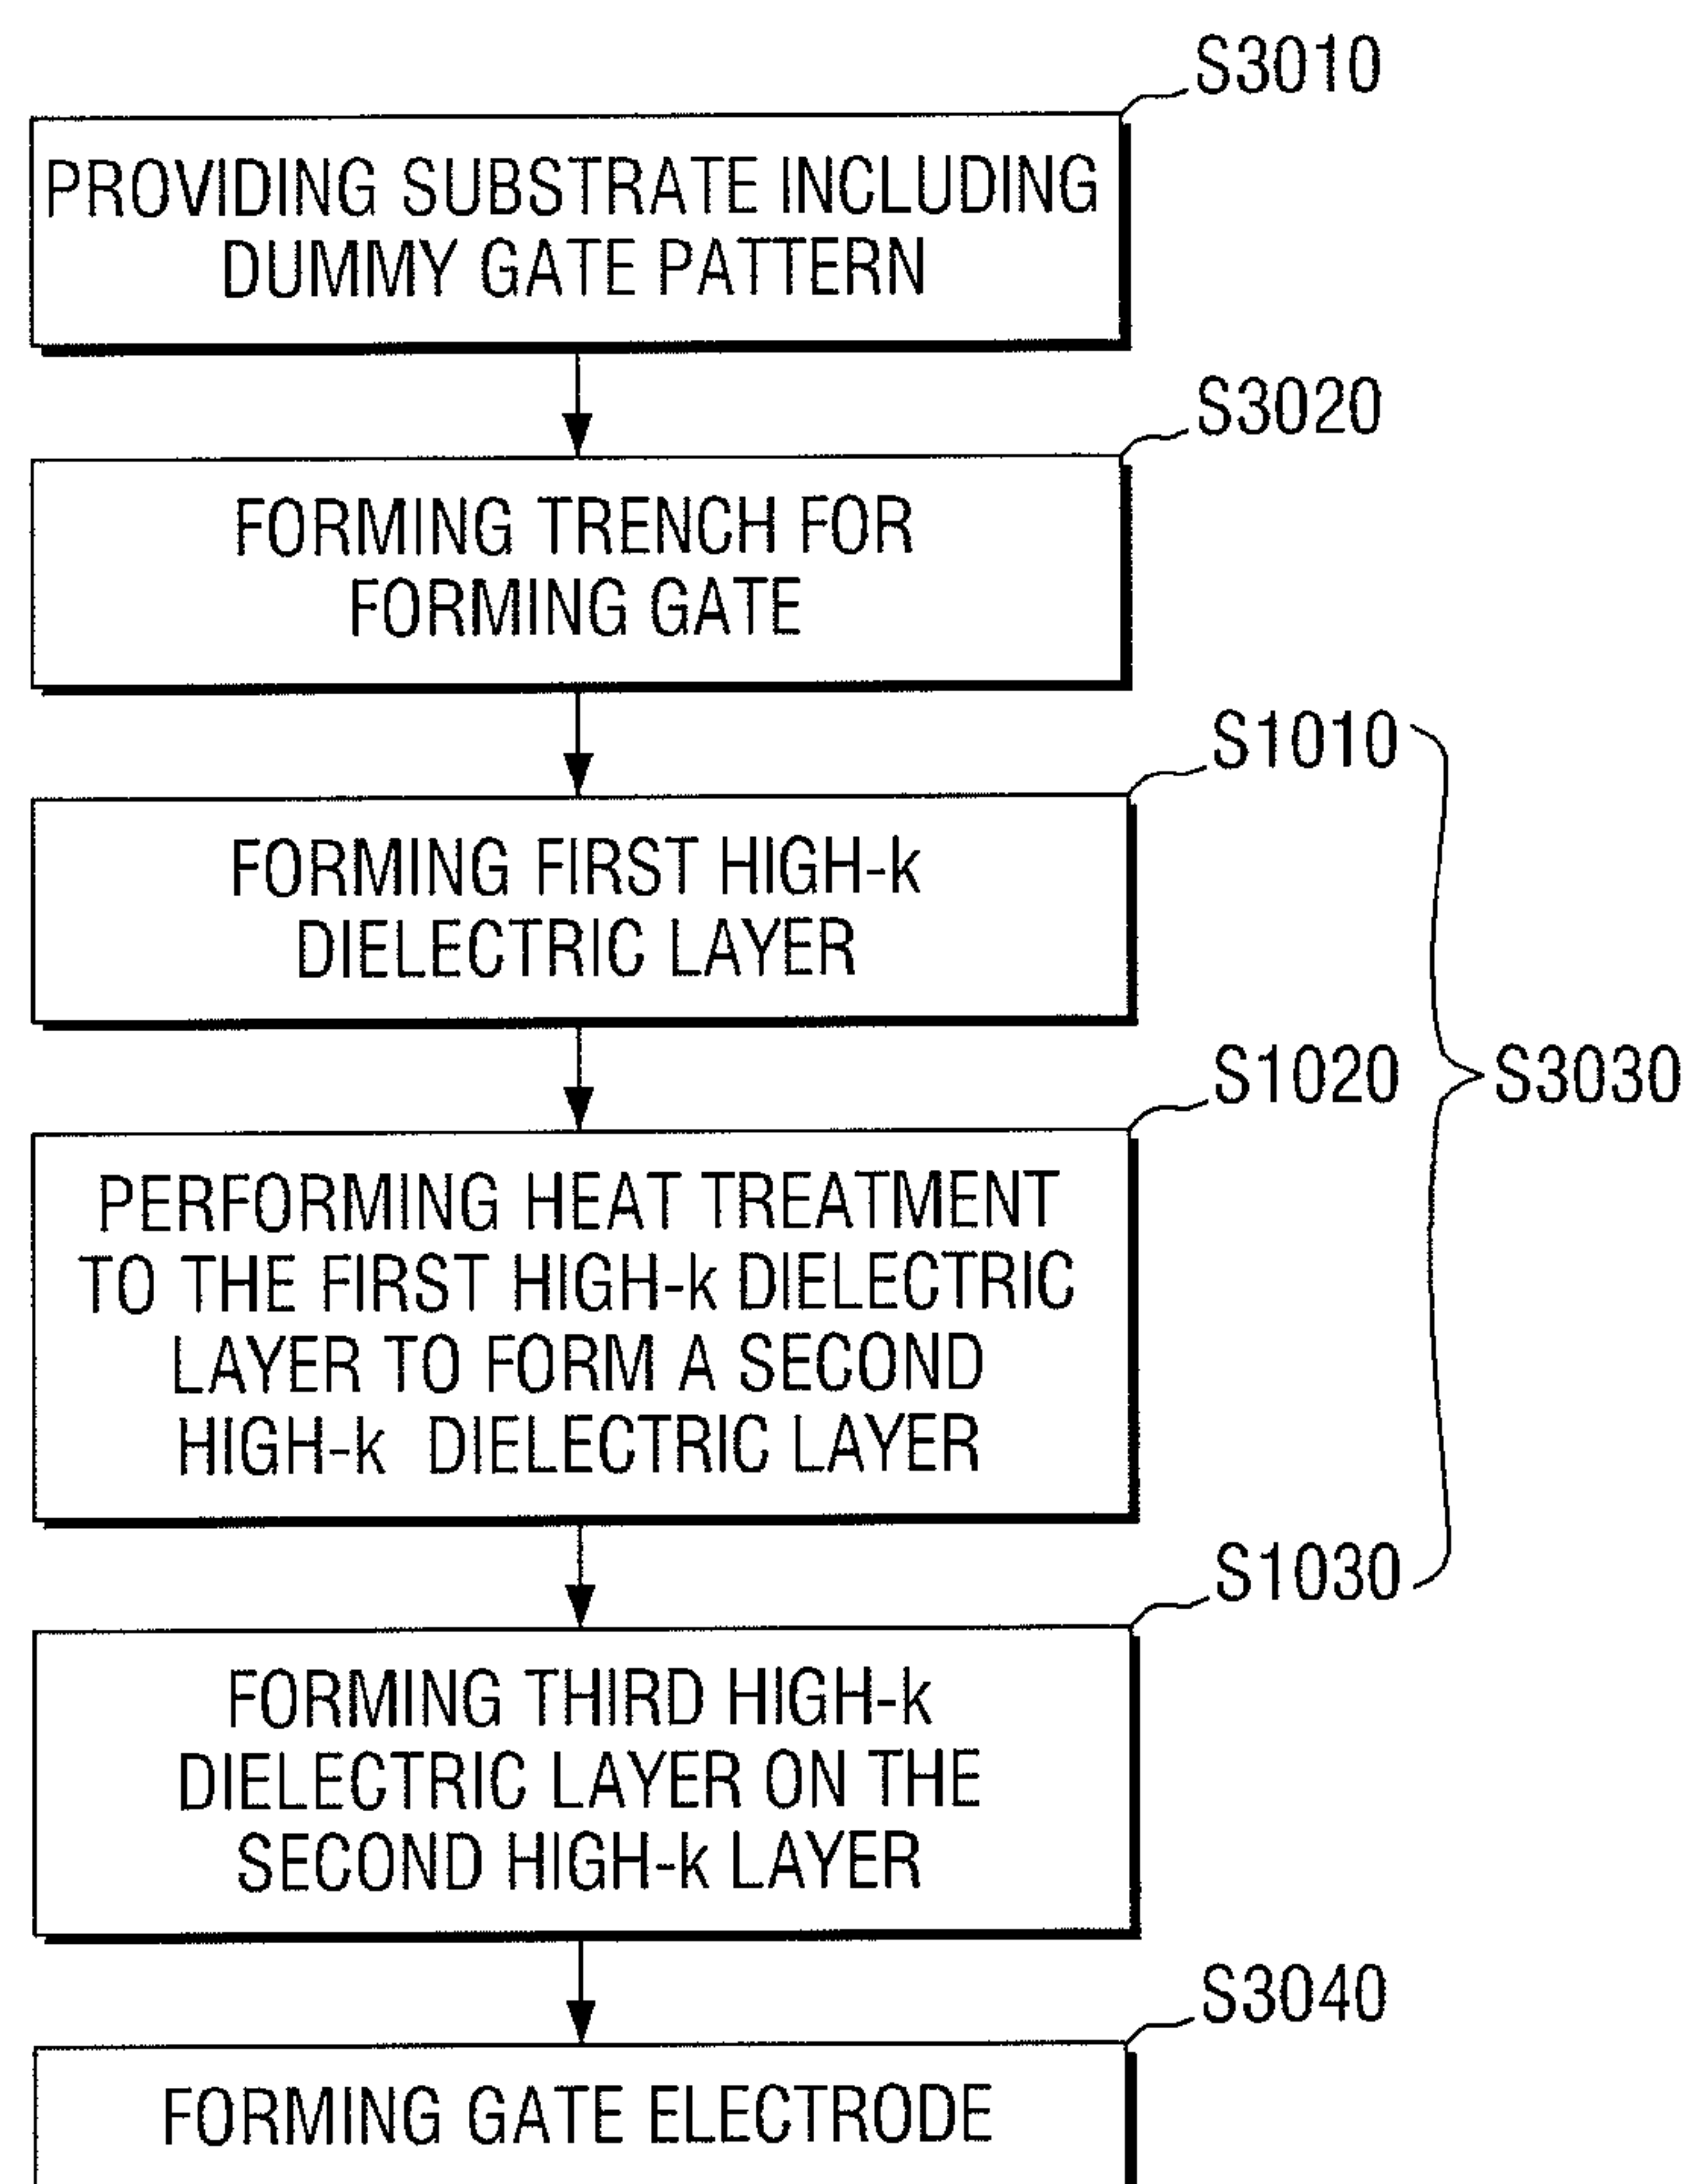 S3010
PROVIDING SUBSTRATE INCLUDING
DUMMY GATE PATTERN
S3020
FORMING TRENCH FOR
FORMING GATE
S1010
FORMING FIRST HIGH-k
DIELECTRIC LAYER
S1020
S3030
PERFORMING HEAT TREATMENT
TO THE FIRST HIGH-k DIELECTRIC
LAYER TO FORM A SECOND
HIGH-k DIELECTRIC LAYER
S1030
FORMING THIRD HIGH-k
DIELECTRIC LAYER ON THE
SECOND HIGH-k LAYER
S3040
FORMING GATE ELECTRODE